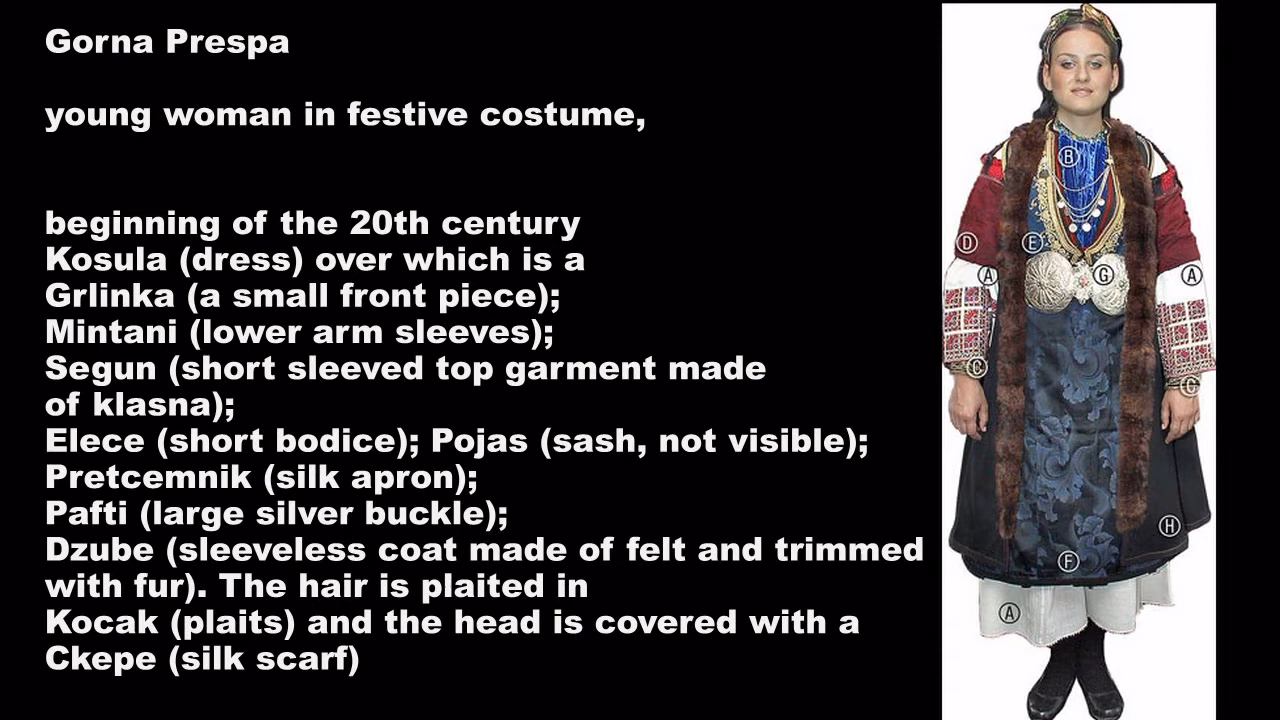 Gorna Prespa
young woman in festive costume,
beginning of the 20th century
Kosula (dress) over which is a
Grlinka (a small front piece);
Mintani (lower arm sleeves);
Segun (short sleeved top garment made
of klasna);
Elece (short bodice); Pojas (sash, not visible);
Pretcemnik (silk apron);
Pafti (large silver buckle);
Dzube (sleeveless coat made of felt and trimmed
with fur). The hair is plaited in
Kocak (plaits) and the head is covered with a
Ckepe (silk scarf)
B
D
E
A
G
A
C
C
H
F
A